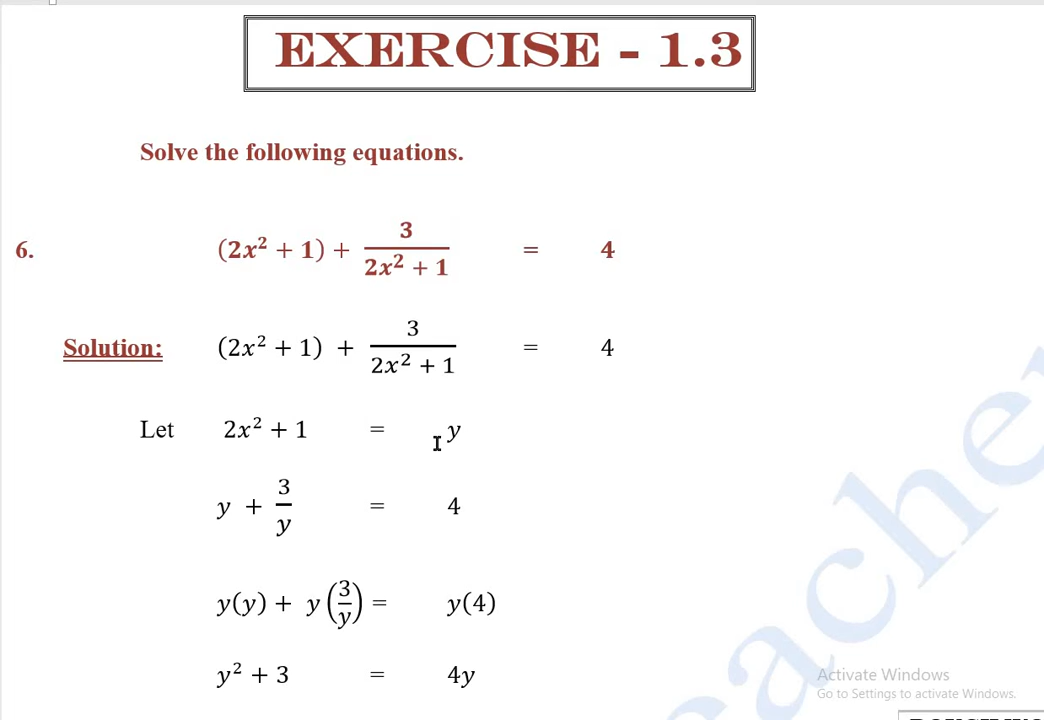 EXERCISE - 1.3
Solve the following equations.
6. (2x² + 1) + 3/(2x² + 1) = 4
Solution: (2x² + 1) + 3/(2x² + 1) = 4
Let 2x² + 1 = y
y + 3/y = 4
y(y) + y(3/y) = y(4)
y² + 3 = 4y
Activate Windows
Go to Settings to activate Windows.